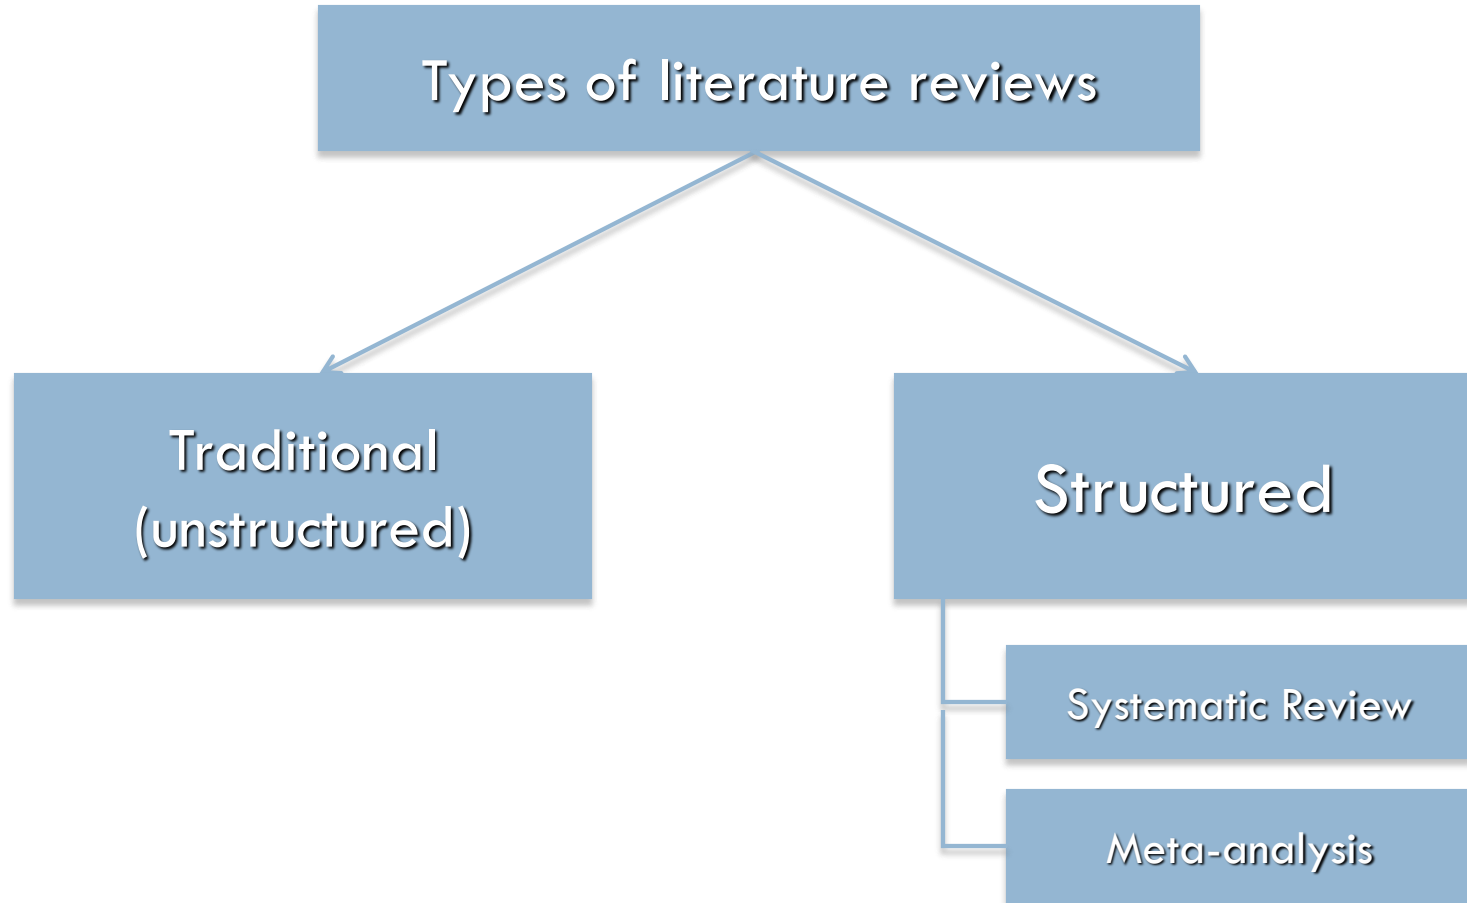 Types of literature reviews
Traditional
(unstructured)
Structured
Systematic Review
Meta-analysis